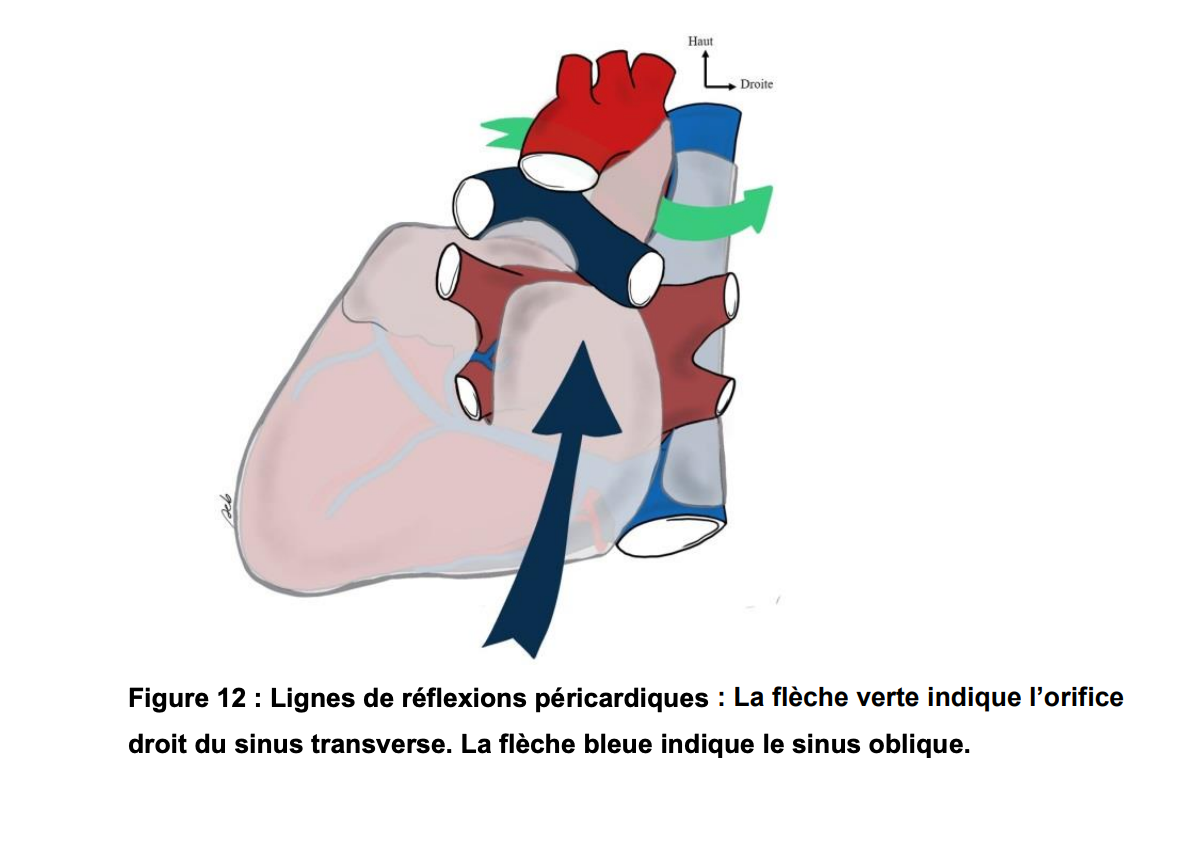 Haut
Droite
Figure 12 : Lignes de réflexions péricardiques : La flèche verte indique l’orifice
droit du sinus transverse. La flèche bleue indique le sinus oblique.